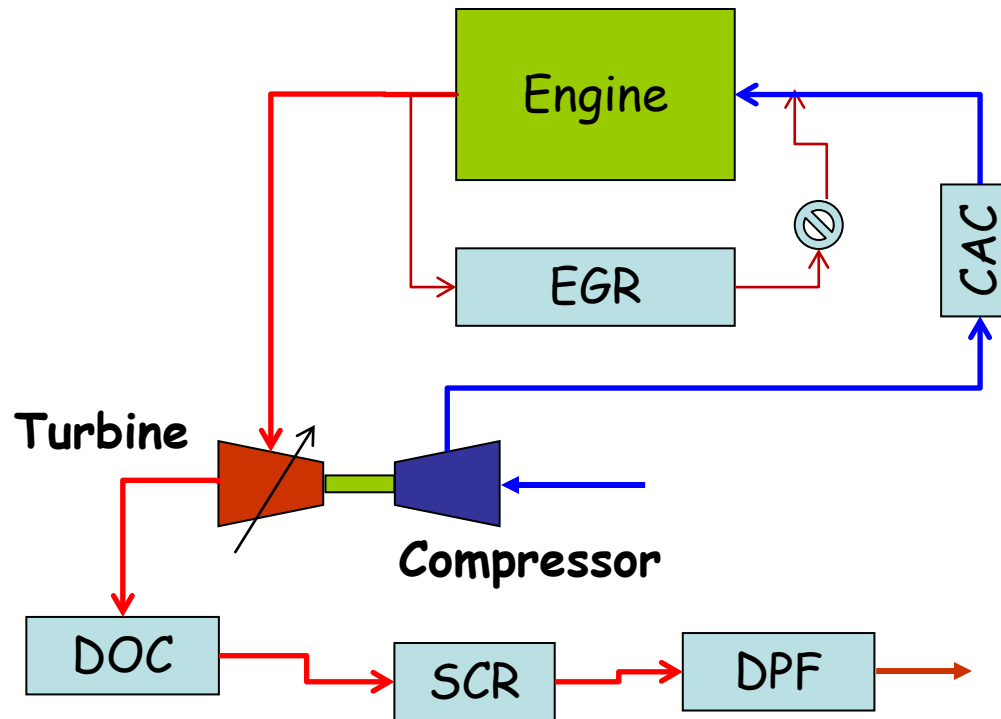 Engine
EGR
CAC
Turbine
Compressor
DOC
SCR
DPF